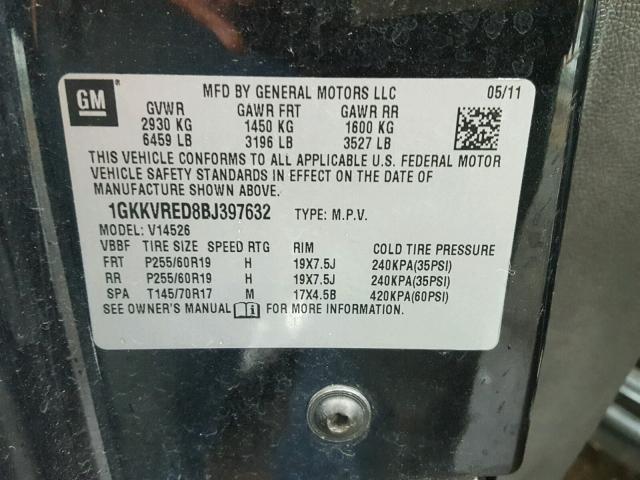 GM
MFD BY GENERAL MOTORS LLC 05/11
GVWR GAWR FRT GAWR RR
2930 KG 1450 KG 1600 KG
6459 LB 3196 LB 3527 LB
THIS VEHICLE CONFORMS TO ALL APPLICABLE U.S. FEDERAL MOTOR
VEHICLE SAFETY STANDARDS IN EFFECT ON THE DATE OF
MANUFACTURE SHOWN ABOVE.
1GKKVRED8BJ397632 TYPE: M.P.V.
MODEL: V14526
VBBF TIRE SIZE SPEED RTG RIM COLD TIRE PRESSURE
FRT P255/60R19 H 19X7.5J 240KPA(35PSI)
RR P255/60R19 H 19X7.5J 240KPA(35PSI)
SPA T145/70R17 M 17X4.5B 420KPA(60PSI)
SEE OWNER'S MANUAL FOR MORE INFORMATION.